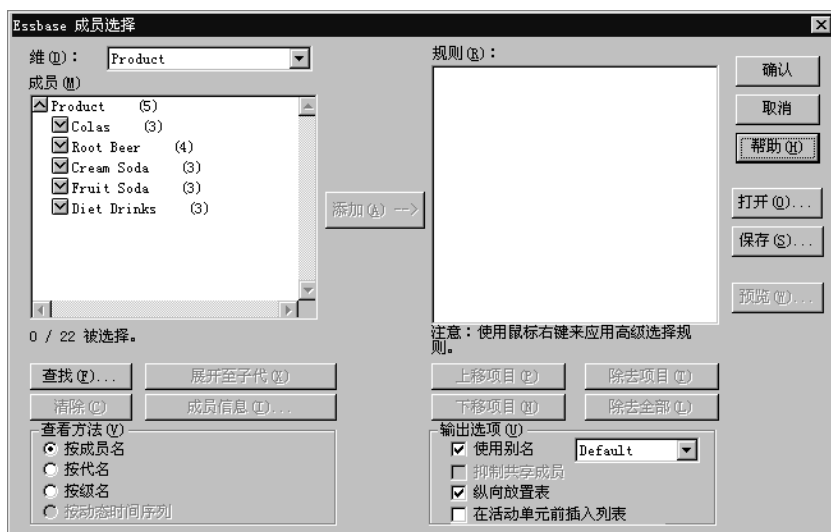 Essbase 成员选择
维(D)：
Product
成员(M)
Product (5)
Colas (3)
Root Beer (4)
Cream Soda (3)
Fruit Soda (3)
Diet Drinks (3)
0 / 22 被选择。
添加(A) -->
规则(R)：
注意：使用鼠标右键来应用高级选择规
则。
确认
取消
帮助(H)
打开(O)...
保存(S)...
预览(W)...
查找(F)...
展开至子代(X)
清除(C)
成员信息(I)...
上移项目(P)
除去项目(T)
下移项目(N)
除去全部(L)
查看方法(V)
按成员名
按代名
按级名
按动态时间序列
输出选项(U)
使用别名
Default
抑制共享成员
纵向放置表
在活动单元前插入列表